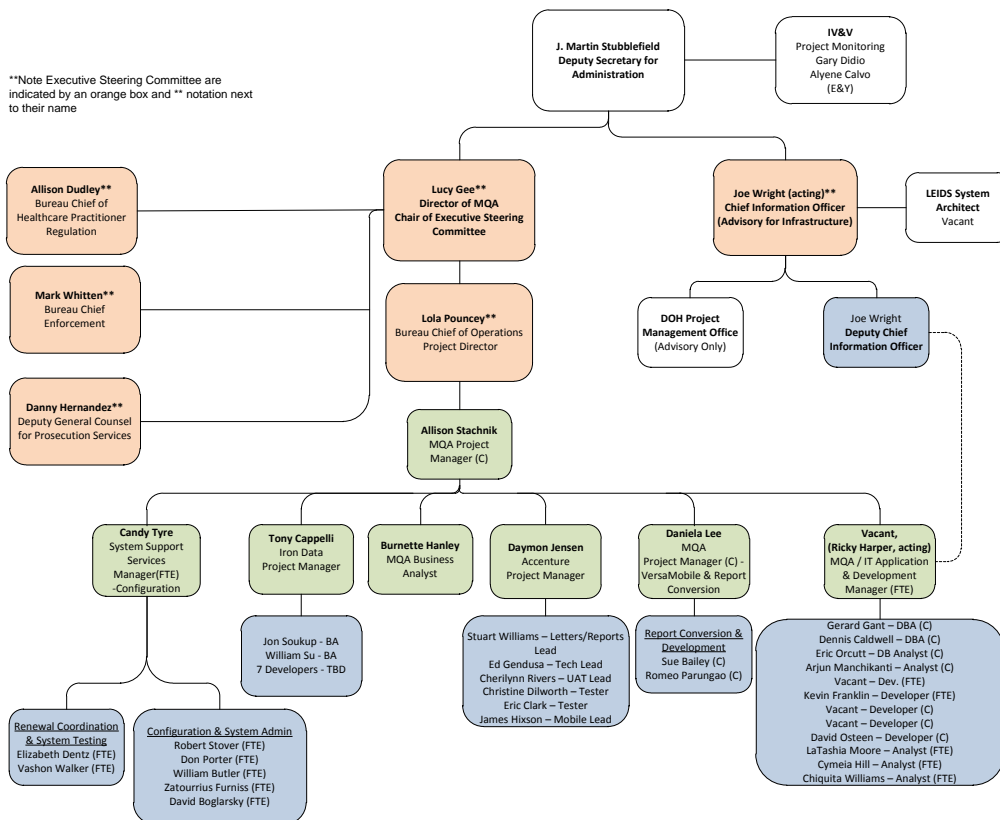 J. Martin Stubblefield
Deputy Secretary for
Administration
IV&V
Project Monitoring
Gary Didio
Alyene Calvo
(E&Y)
**Note Executive Steering Committee are
indicated by an orange box and ** notation next
to their name
Allison Dudley**
Bureau Chief of
Healthcare Practitioner
Regulation
Lucy Gee**
Director of MQA
Chair of Executive Steering
Committee
Joe Wright (acting)**
Chief Information Officer
(Advisory for Infrastructure)
LEIDS System
Architect
Vacant
Mark Whitten**
Bureau Chief
Enforcement
Lola Pouncey**
Bureau Chief of Operations
Project Director
DOH Project
Management Office
(Advisory Only)
Joe Wright
Deputy Chief
Information Officer
Danny Hernandez**
Deputy General Counsel
for Prosecution Services
Allison Stachnik
MQA Project
Manager (C)
Candy Tyre
System Support
Services
Manager(FTE)
-Configuration
Tony Cappelli
Iron Data
Project Manager
Burnette Hanley
MQA Business
Analyst
Daymon Jensen
Accenture
Project Manager
Daniela Lee
MQA
Project Manager (C) -
VersaMobile & Report
Conversion
Vacant,
(Ricky Harper, acting)
MQA / IT Application
& Development
Manager (FTE)
Jon Soukup - BA
William Su - BA
7 Developers - TBD
Stuart Williams – Letters/Reports
Lead
Ed Gendusa – Tech Lead
Cherilynn Rivers – UAT Lead
Christine Dilworth – Tester
Eric Clark – Tester
James Hixson – Mobile Lead
Report Conversion &
Development
Sue Bailey (C)
Romeo Parungao (C)
Gerard Gant – DBA (C)
Dennis Caldwell – DBA (C)
Eric Orcutt – DB Analyst (C)
Arjun Manchikanti – Analyst (C)
Vacant – Dev. (FTE)
Kevin Franklin – Developer (FTE)
Vacant – Developer (C)
Vacant – Developer (C)
David Osteen – Developer (C)
LaTashia Moore – Analyst (FTE)
Cymeia Hill – Analyst (FTE)
Chiquita Williams – Analyst (FTE)
Renewal Coordination
& System Testing
Elizabeth Dentz (FTE)
Vashon Walker (FTE)
Configuration & System Admin
Robert Stover (FTE)
Don Porter (FTE)
William Butler (FTE)
Zatourrius Furniss (FTE)
David Boglarsky (FTE)